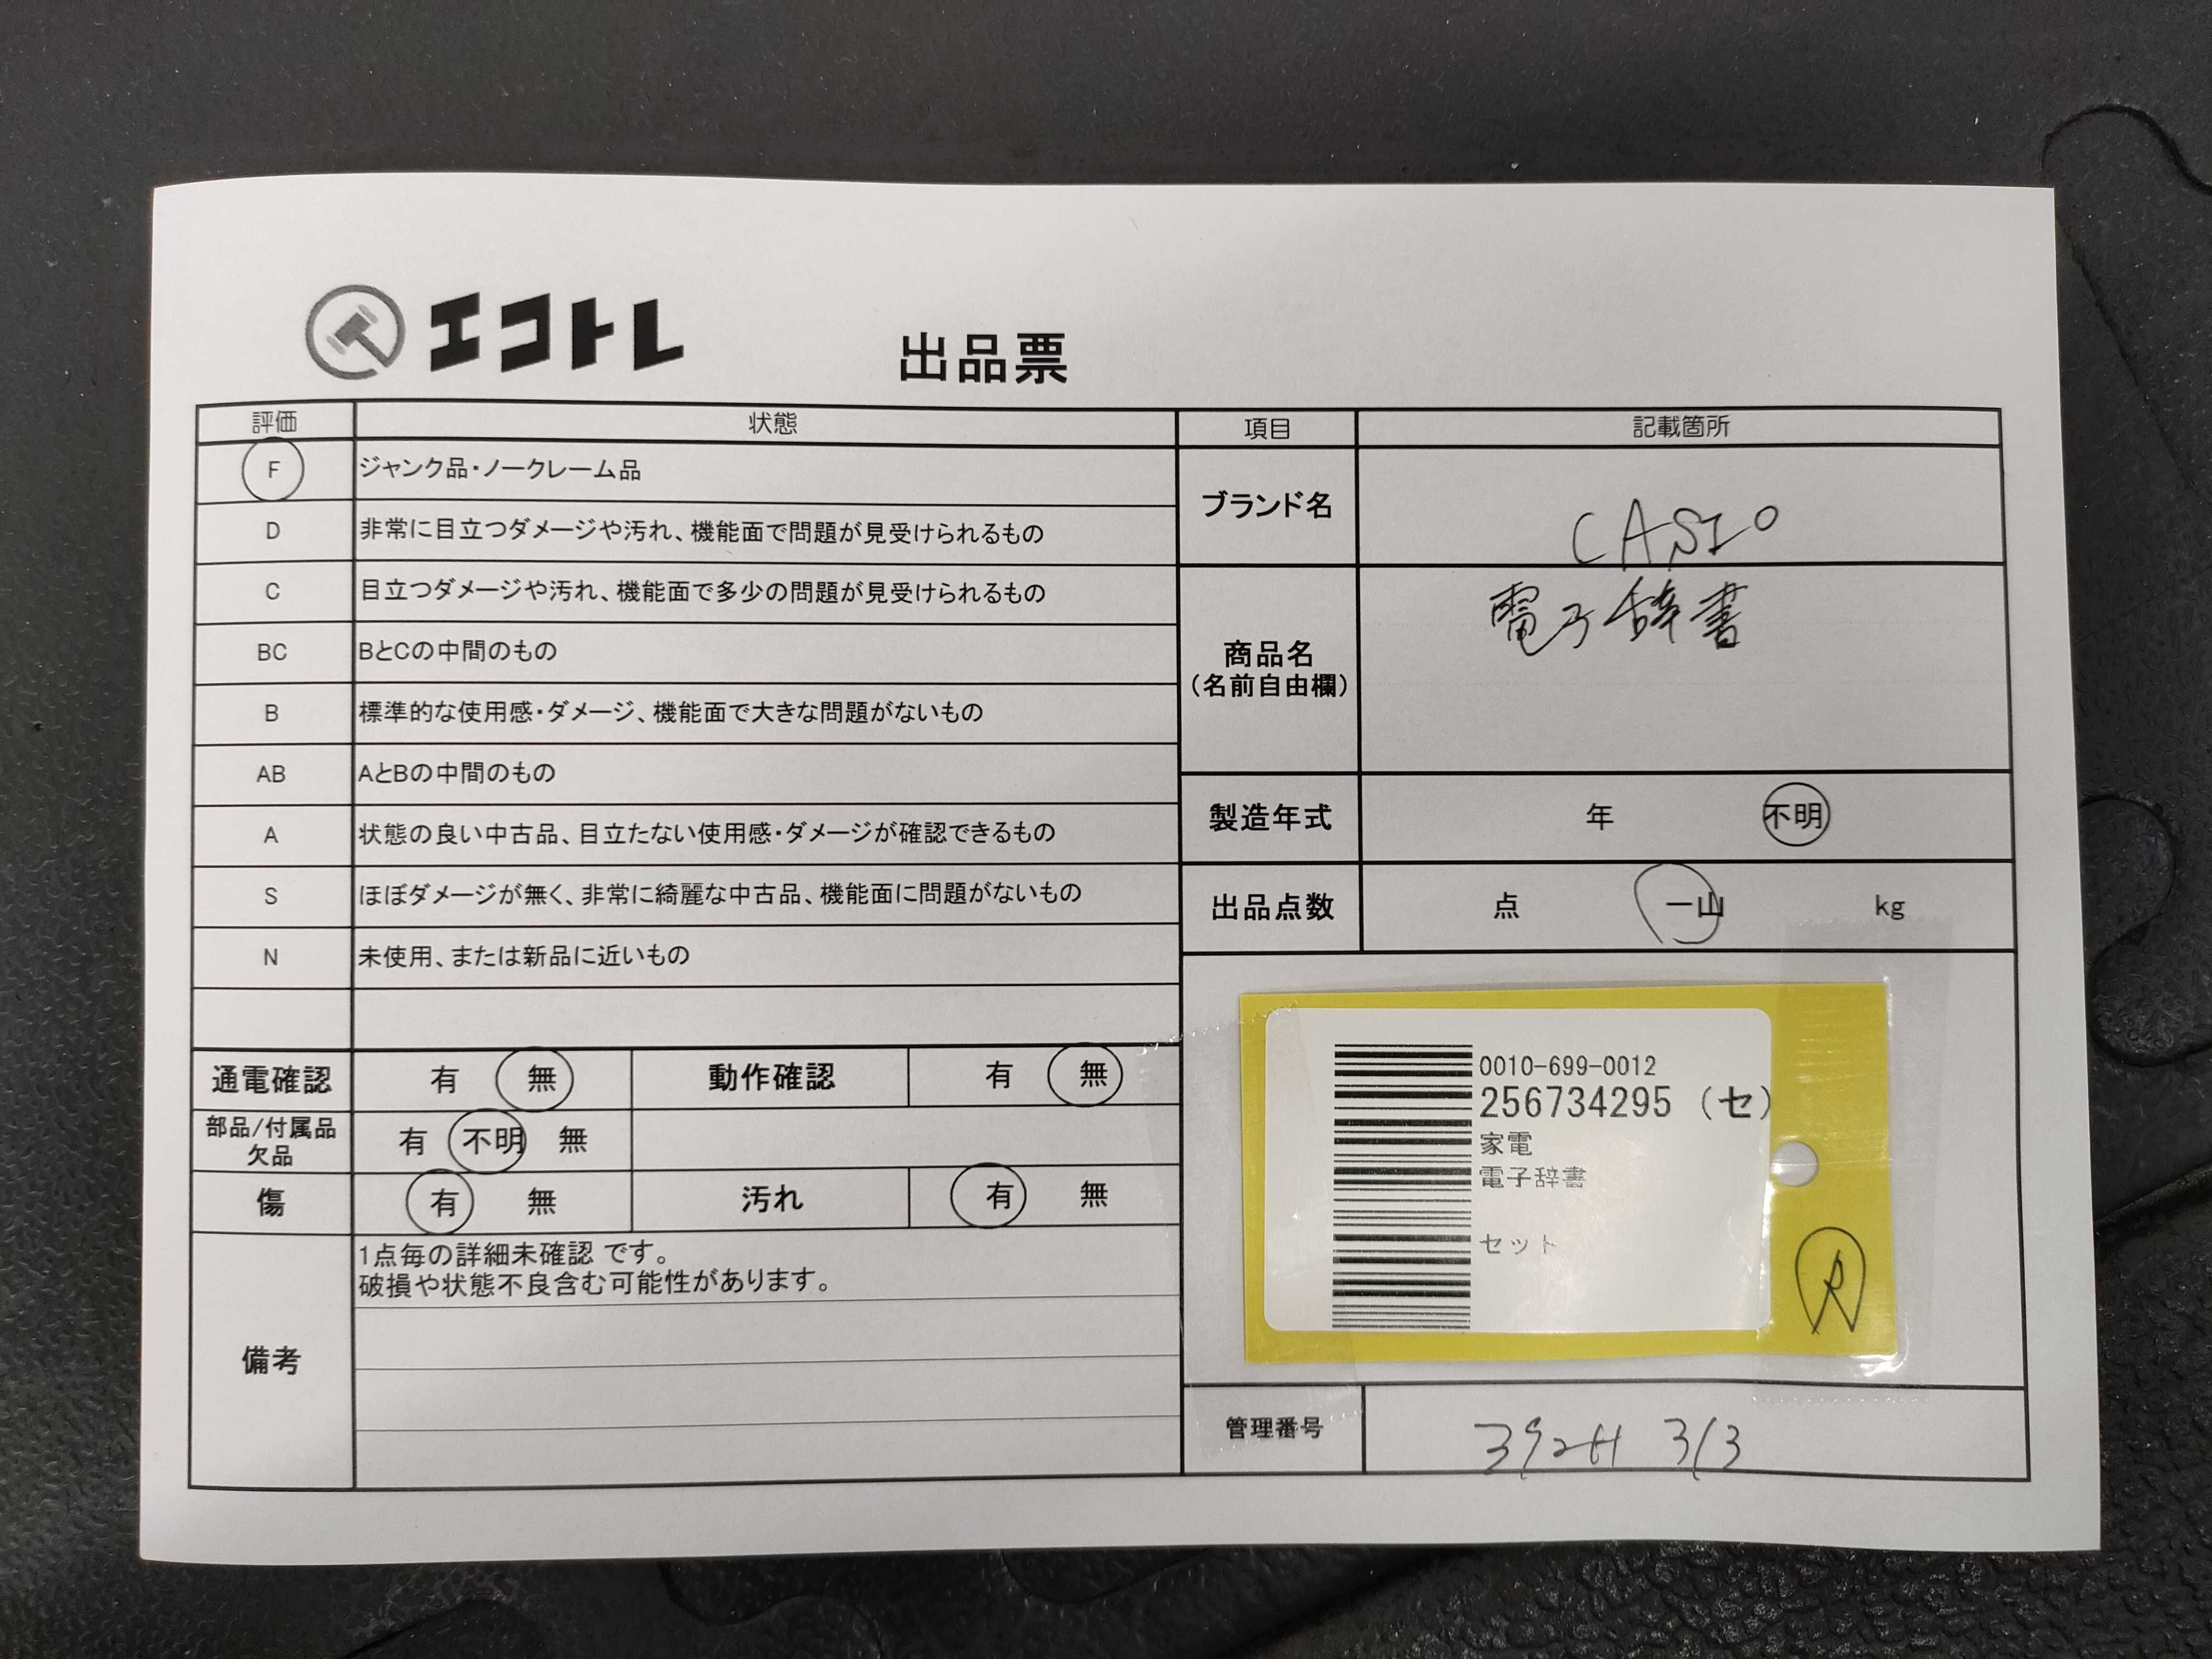 エコトレ
出品票
評価 状態
F ジャンク品・ノークレーム品
D 非常に目立つダメージや汚れ、機能面で問題が見受けられるもの
C 目立つダメージや汚れ、機能面で多少の問題が見受けられるもの
BC BとCの中間のもの
B 標準的な使用感・ダメージ、機能面で大きな問題がないもの
AB AとBの中間のもの
A 状態の良い中古品、目立たない使用感・ダメージが確認できるもの
S ほぼダメージが無く、非常に綺麗な中古品、機能面に問題がないもの
N 未使用、または新品に近いもの
通電確認 有 無 動作確認 有 無
部品/付属品
欠品
有 不明 無
傷 有 無 汚れ 有 無
備考
1点毎の詳細未確認 です。
破損や状態不良含む可能性があります。
項目 記載箇所
ブランド名 CASIO
商品名
(名前自由欄)
電子辞書
製造年式 年 不明
出品点数 点 一山 kg
0010-699-0012
256734295 (セ)
家電
電子辞書
セット
管理番号 392H 313